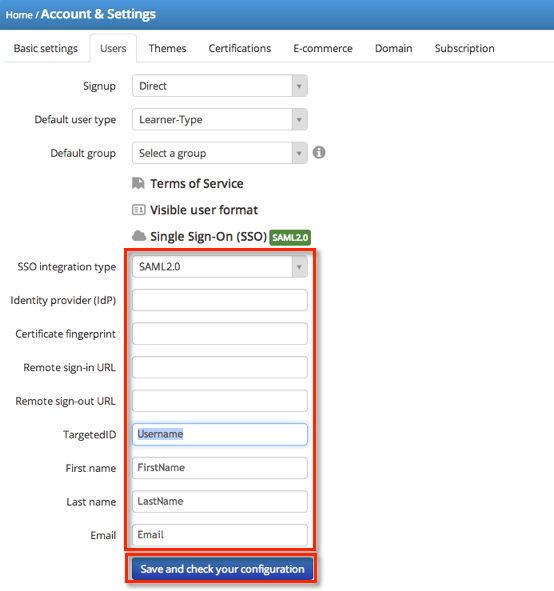 Home / Account & Settings
Basic settings Users Themes Certifications E-commerce Domain Subscription
Signup Direct
Default user type Learner-Type
Default group Select a group
Terms of Service
Visible user format
Single Sign-On (SSO) SAML2.0
SSO integration type SAML2.0
Identity provider (IdP)
Certificate fingerprint
Remote sign-in URL
Remote sign-out URL
TargetedID Username
First name FirstName
Last name LastName
Email Email
Save and check your configuration